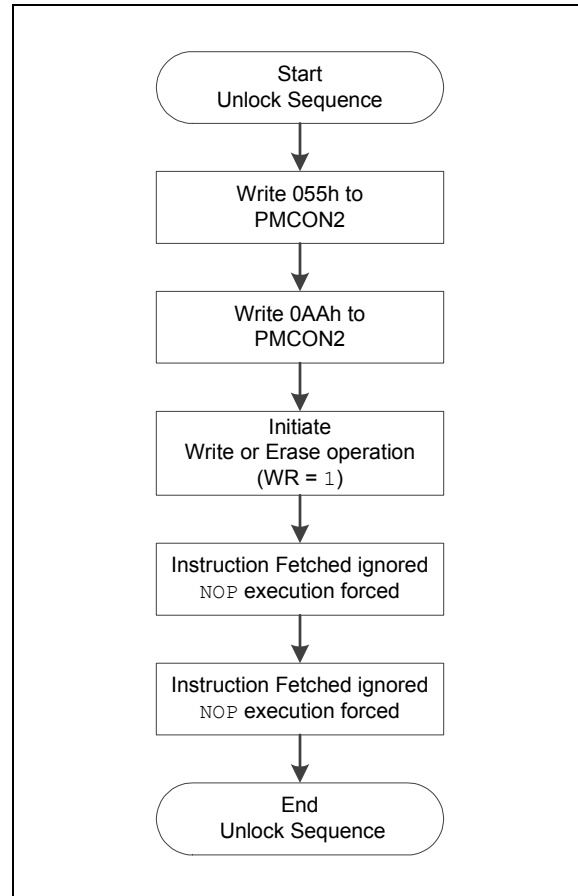 Start
Unlock Sequence
Write 055h to
PMCON2
Write 0AAh to
PMCON2
Initiate
Write or Erase operation
(WR = 1)
Instruction Fetched ignored
NOP execution forced
Instruction Fetched ignored
NOP execution forced
End
Unlock Sequence